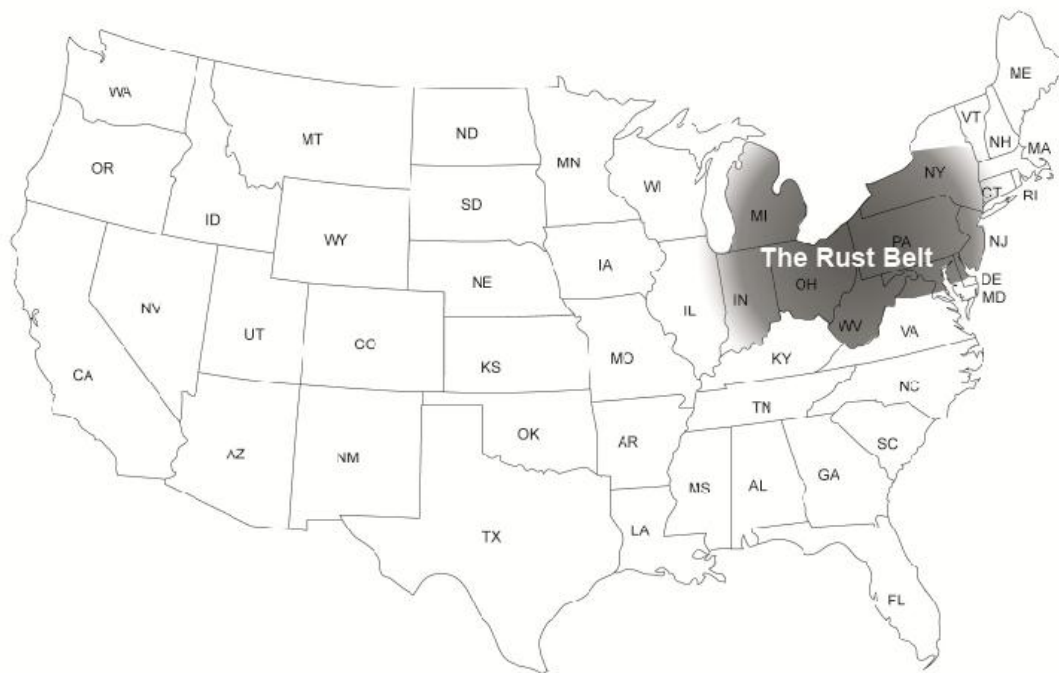 WA
MT
ND
MN
ME
VT
NH
OR
ID
WY
SD
WI
MI
NY
MA
CT
RI
NV
UT
CO
NE
IA
IL
IN
OH
PA
The Rust Belt
NJ
DE
MD
WV
VA
CA
KS
MO
KY
NC
AZ
NM
OK
AR
TN
SC
TX
LA
MS
AL
GA
FL